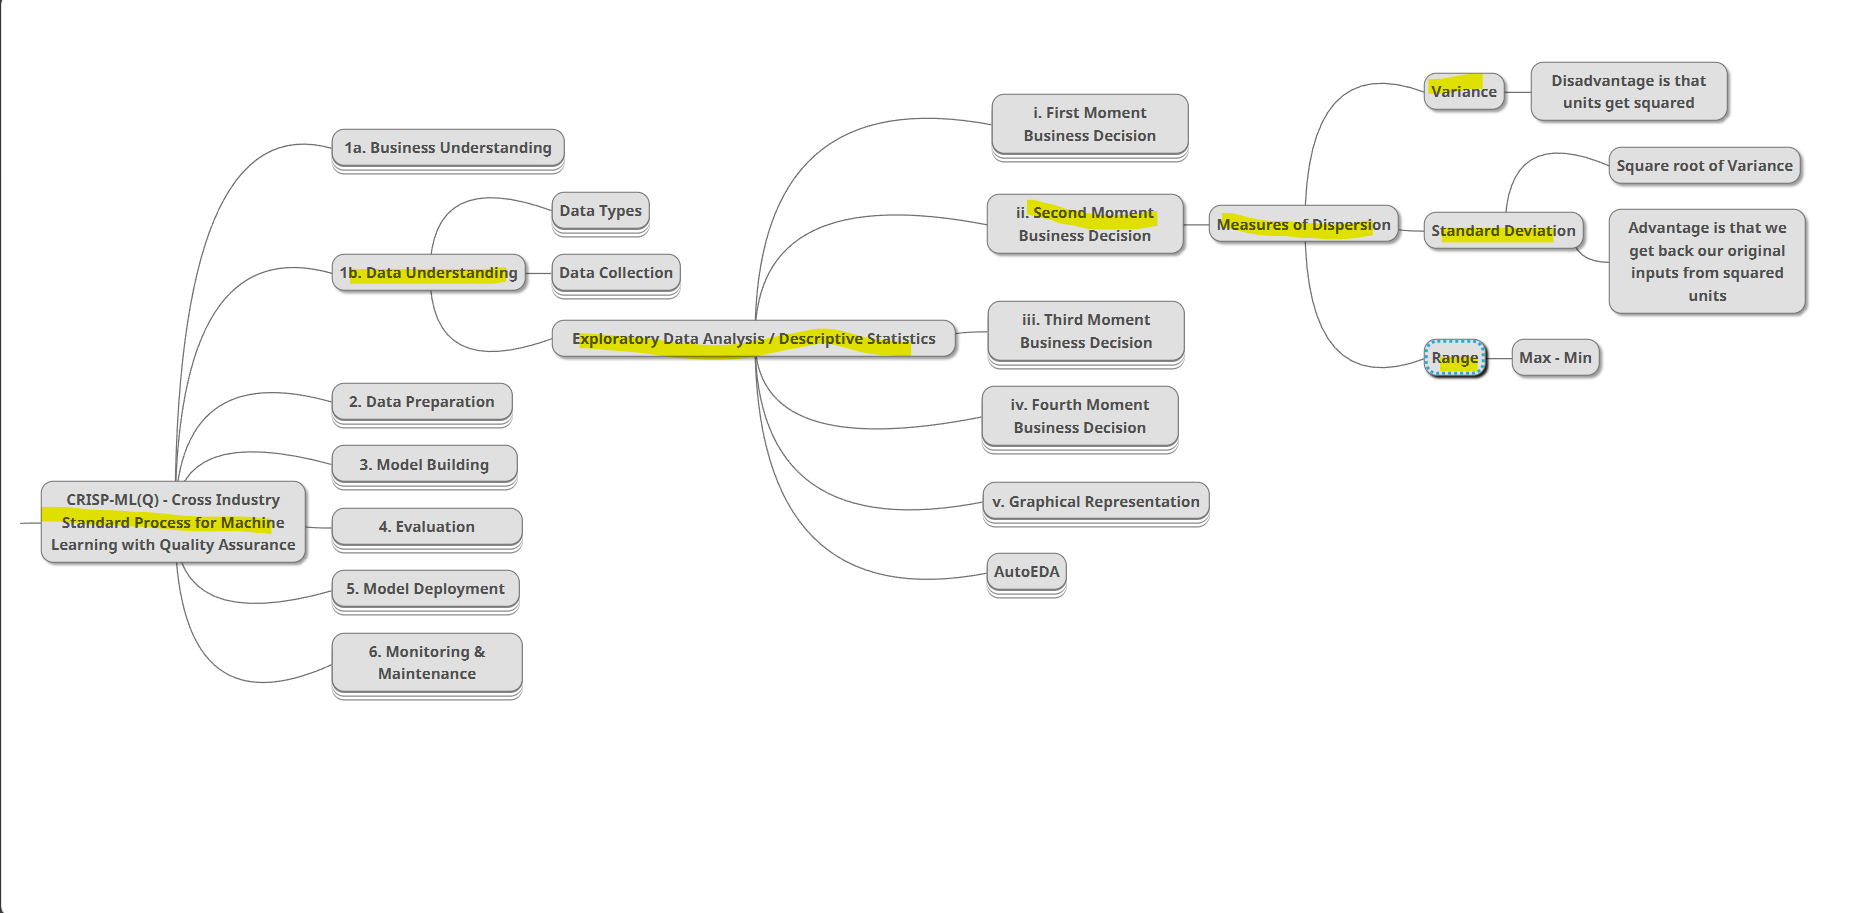 CRISP-ML(Q) - Cross Industry
Standard Process for Machine
Learning with Quality Assurance
1a. Business Understanding
1b. Data Understanding
Data Types
Data Collection
Exploratory Data Analysis / Descriptive Statistics
i. First Moment
Business Decision
ii. Second Moment
Business Decision
Measures of Dispersion
Variance
Disadvantage is that
units get squared
Standard Deviation
Square root of Variance
Advantage is that we
get back our original
inputs from squared
units
Range
Max - Min
iii. Third Moment
Business Decision
iv. Fourth Moment
Business Decision
v. Graphical Representation
AutoEDA
2. Data Preparation
3. Model Building
4. Evaluation
5. Model Deployment
6. Monitoring &
Maintenance